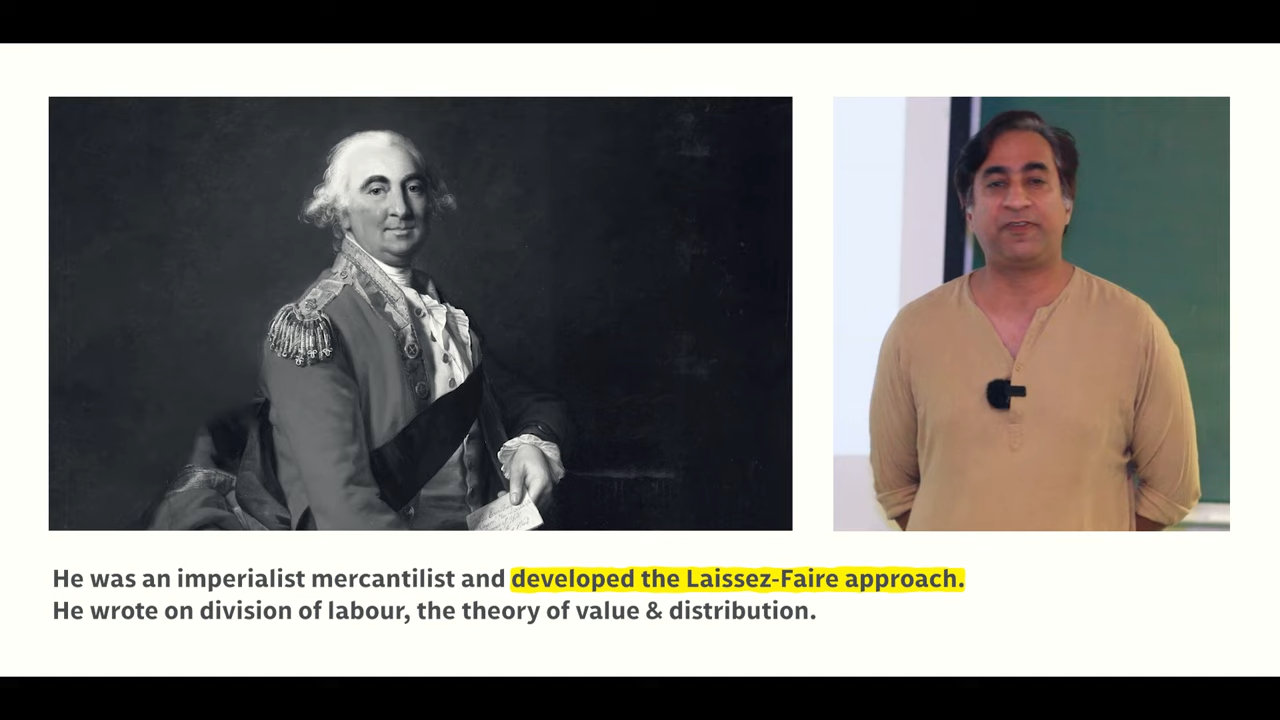 He was an imperialist mercantilist and developed the Laissez-Faire approach.
He wrote on division of labour, the theory of value & distribution.